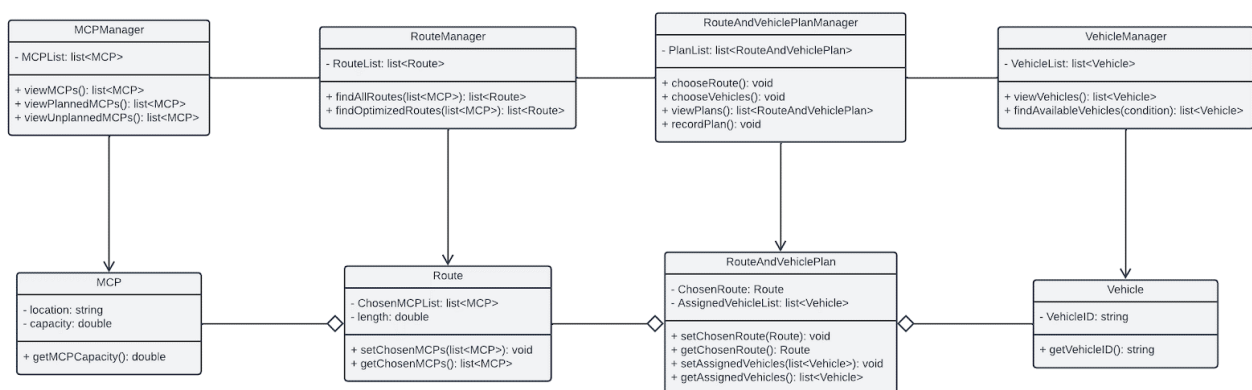 MCPManager
- MCPList: list<MCP>
+ viewMCPs(): list<MCP>
+ viewPlannedMCPs(): list<MCP>
+ viewUnplannedMCPs(): list<MCP>
RouteManager
- RouteList: list<Route>
+ findAllRoutes(list<MCP>): list<Route>
+ findOptimizedRoutes(list<MCP>): list<Route>
RouteAndVehiclePlanManager
- PlanList: list<RouteAndVehiclePlan>
+ chooseRoute(): void
+ chooseVehicles(): void
+ viewPlans(): list<RouteAndVehiclePlan>
+ recordPlan(): void
VehicleManager
- VehicleList: list<Vehicle>
+ viewVehicles(): list<Vehicle>
+ findAvailableVehicles(condition): list<Vehicle>
MCP
- location: string
- capacity: double
+ getMCPCapacity(): double
Route
- ChosenMCPList: list<MCP>
- length: double
+ setChosenMCPs(list<MCP>): void
+ getChosenMCPs(): list<MCP>
RouteAndVehiclePlan
- ChosenRoute: Route
- AssignedVehicleList: list<Vehicle>
+ setChosenRoute(Route): void
+ getChosenRoute(): Route
+ setAssignedVehicles(list<Vehicle>): void
+ getAssignedVehicles(): list<Vehicle>
Vehicle
- VehicleID: string
+ getVehicleID(): string